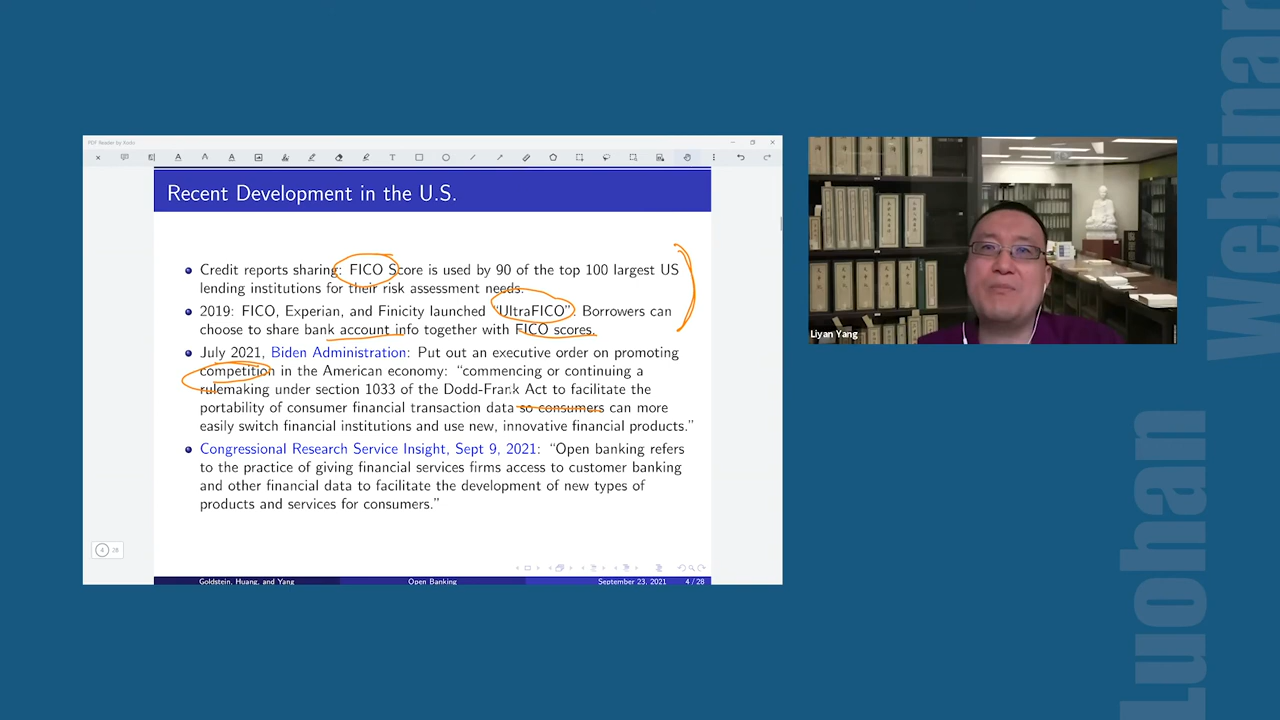 PDF Reader by Xodo
Recent Development in the U.S.
Credit reports sharing: FICO Score is used by 90 of the top 100 largest US
lending institutions for their risk assessment needs.
2019: FICO, Experian, and Finicity launched “UltraFICO”. Borrowers can
choose to share bank account info together with FICO scores.
July 2021, Biden Administration: Put out an executive order on promoting
competition in the American economy: “commencing or continuing a
rulemaking under section 1033 of the Dodd-Frank Act to facilitate the
portability of consumer financial transaction data so consumers can more
easily switch financial institutions and use new, innovative financial products.”
Congressional Research Service Insight, Sept 9, 2021: “Open banking refers
to the practice of giving financial services firms access to customer banking
and other financial data to facilitate the development of new types of
products and services for consumers.”
4 28
Goldstein, Huang, and Yang Open Banking September 23, 2021 4 / 28
Liyan Yang
Luohan Webinar